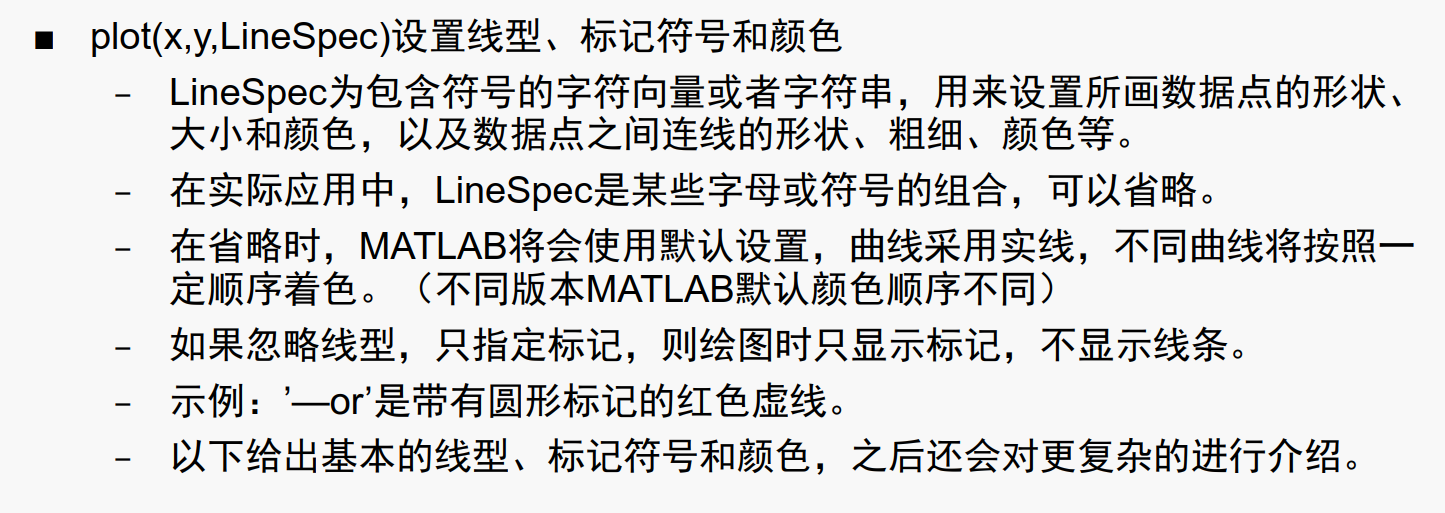 ■ plot(x,y,LineSpec)设置线型、标记符号和颜色
– LineSpec为包含符号的字符向量或者字符串，用来设置所画数据点的形状、
大小和颜色，以及数据点之间连线的形状、粗细、颜色等。
– 在实际应用中，LineSpec是某些字母或符号的组合，可以省略。
– 在省略时，MATLAB将会使用默认设置，曲线采用实线，不同曲线将按照一
定顺序着色。（不同版本MATLAB默认颜色顺序不同）
– 如果忽略线型，只指定标记，则绘图时只显示标记，不显示线条。
– 示例：’—or’是带有圆形标记的红色虚线。
– 以下给出基本的线型、标记符号和颜色，之后还会对更复杂的进行介绍。